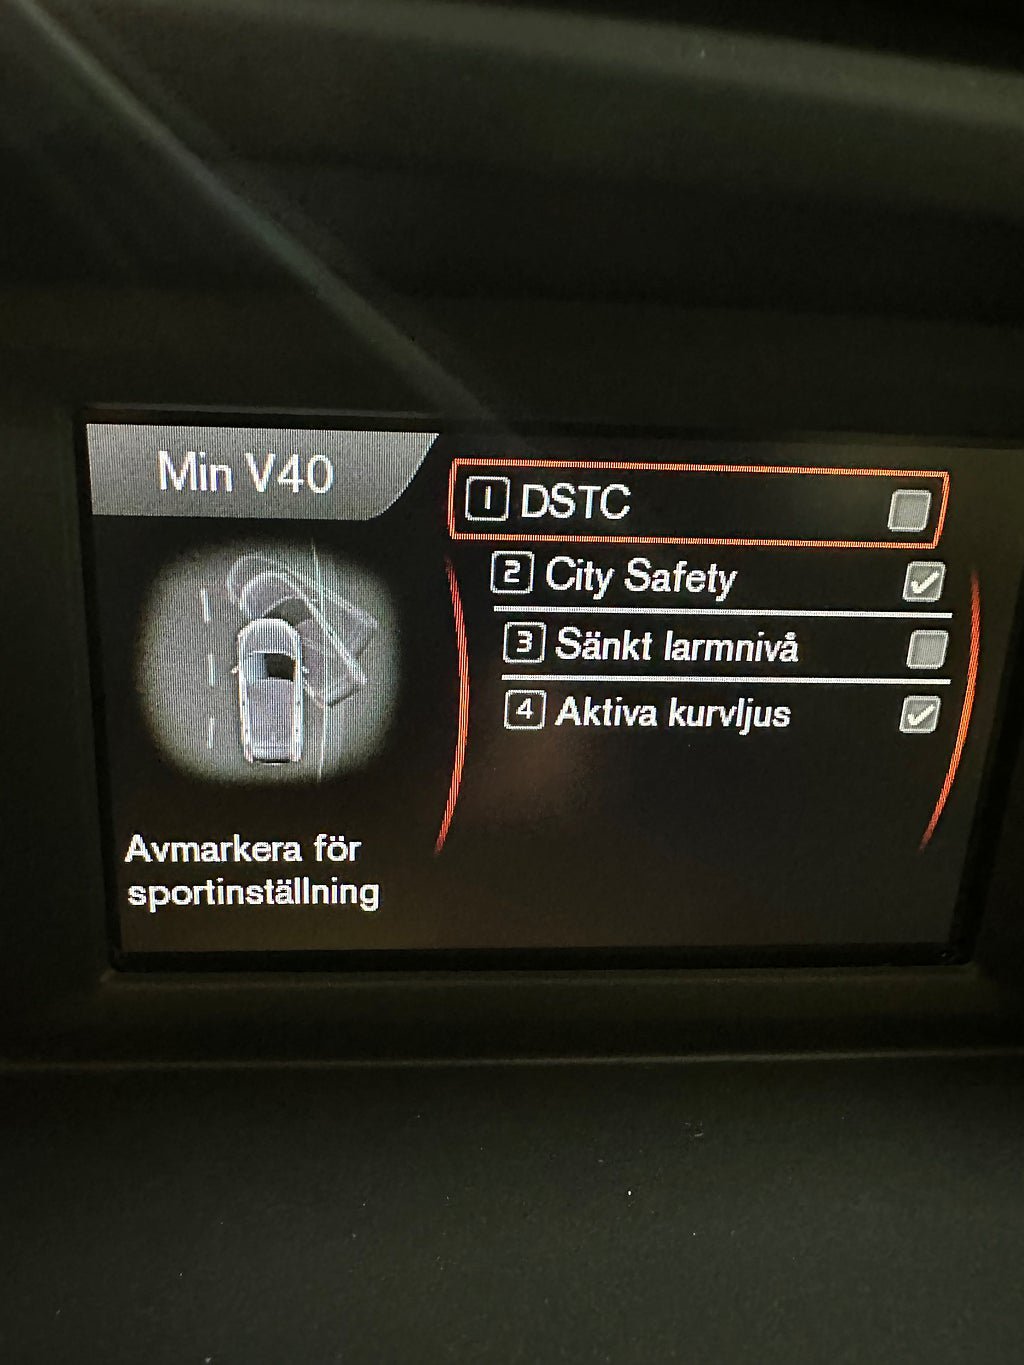 Min V40
1 DSTC
2 City Safety
3 Sänkt larmnivå
4 Aktiva kurvljus
Avmarkera för
sportinställning